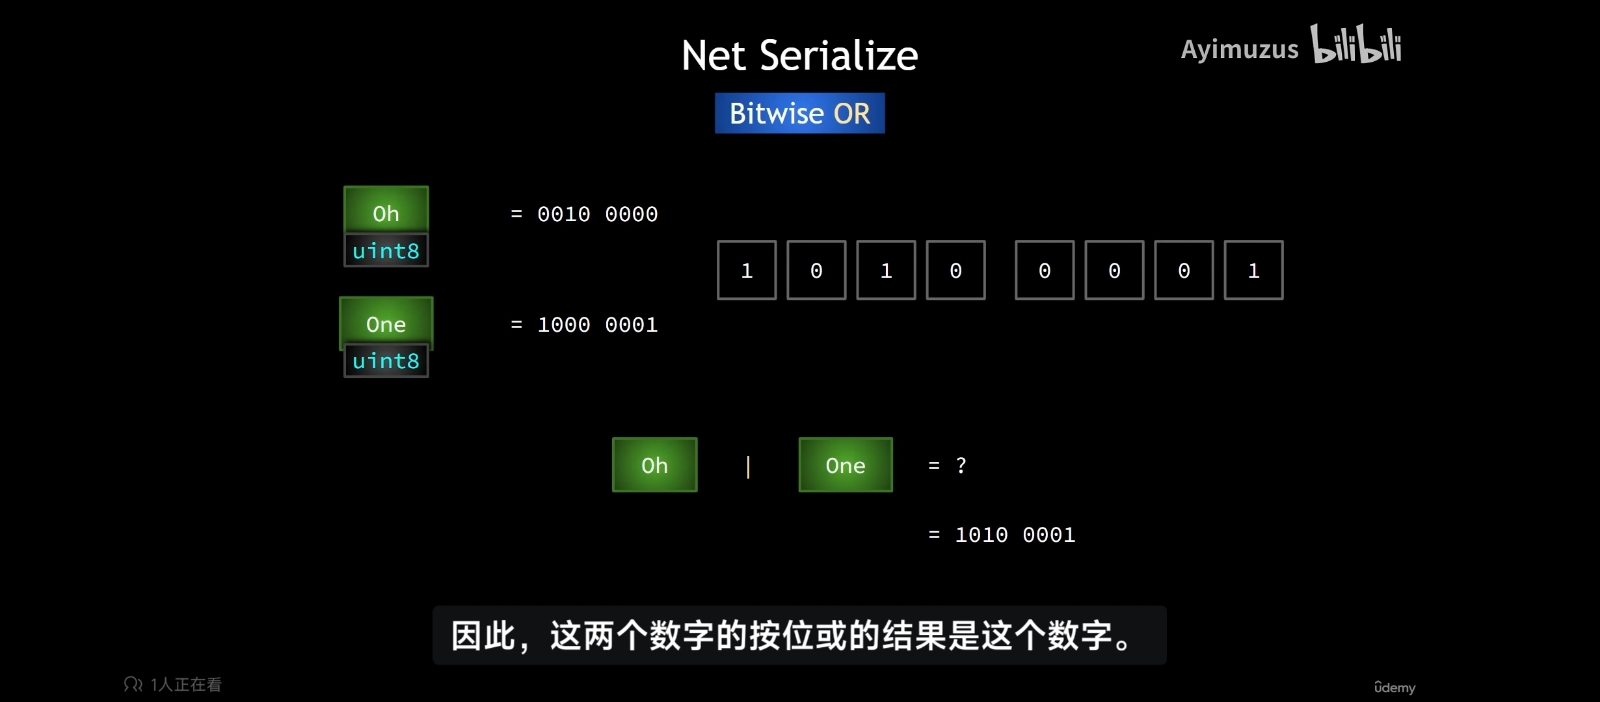 Net Serialize
Ayimuzus bilibili
Bitwise OR
Oh = 0010 0000
uint8
1 0 1 0 0 0 0 1
One = 1000 0001
uint8
Oh | One = ?
= 1010 0001
因此，这两个数字的按位或的结果是这个数字。
1人正在看
ûdemy